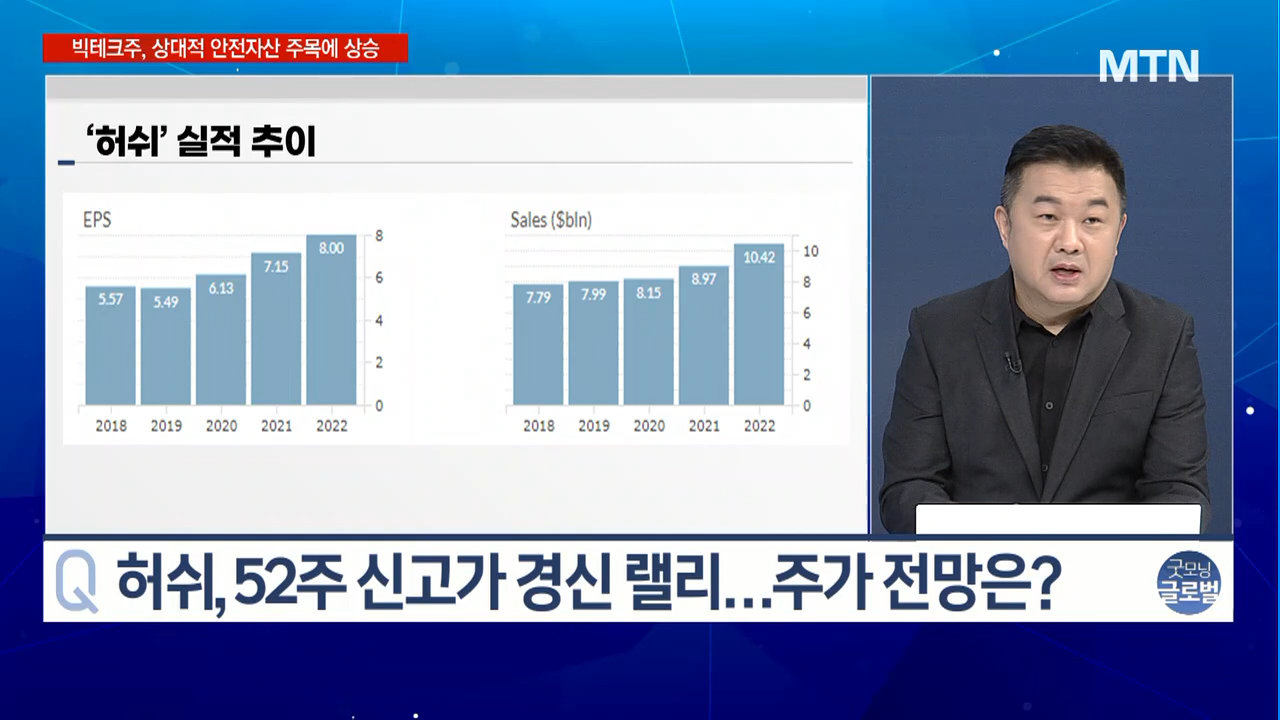 빅테크주, 상대적 안전자산 주목에 상승
MTN
‘허쉬’ 실적 추이
EPS
8
6
4
2
0
5.57
5.49
6.13
7.15
8.00
2018 2019 2020 2021 2022
Sales ($bln)
10
8
6
4
2
0
7.79
7.99
8.15
8.97
10.42
2018 2019 2020 2021 2022
Q 허쉬, 52주 신고가 경신 랠리...주가 전망은?
굿모닝
글로벌